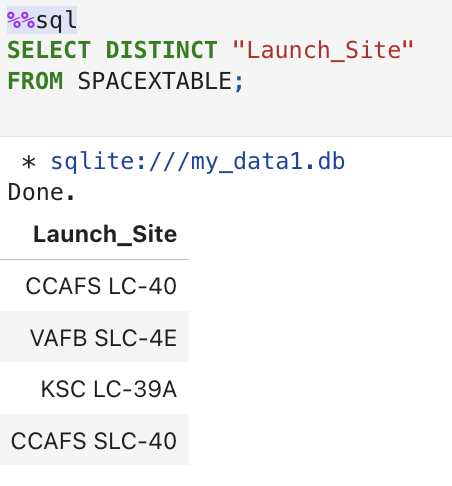 %%sql
SELECT DISTINCT "Launch_Site"
FROM SPACEXTABLE;
* sqlite:///my_data1.db
Done.
Launch_Site
CCAFS LC-40
VAFB SLC-4E
KSC LC-39A
CCAFS SLC-40